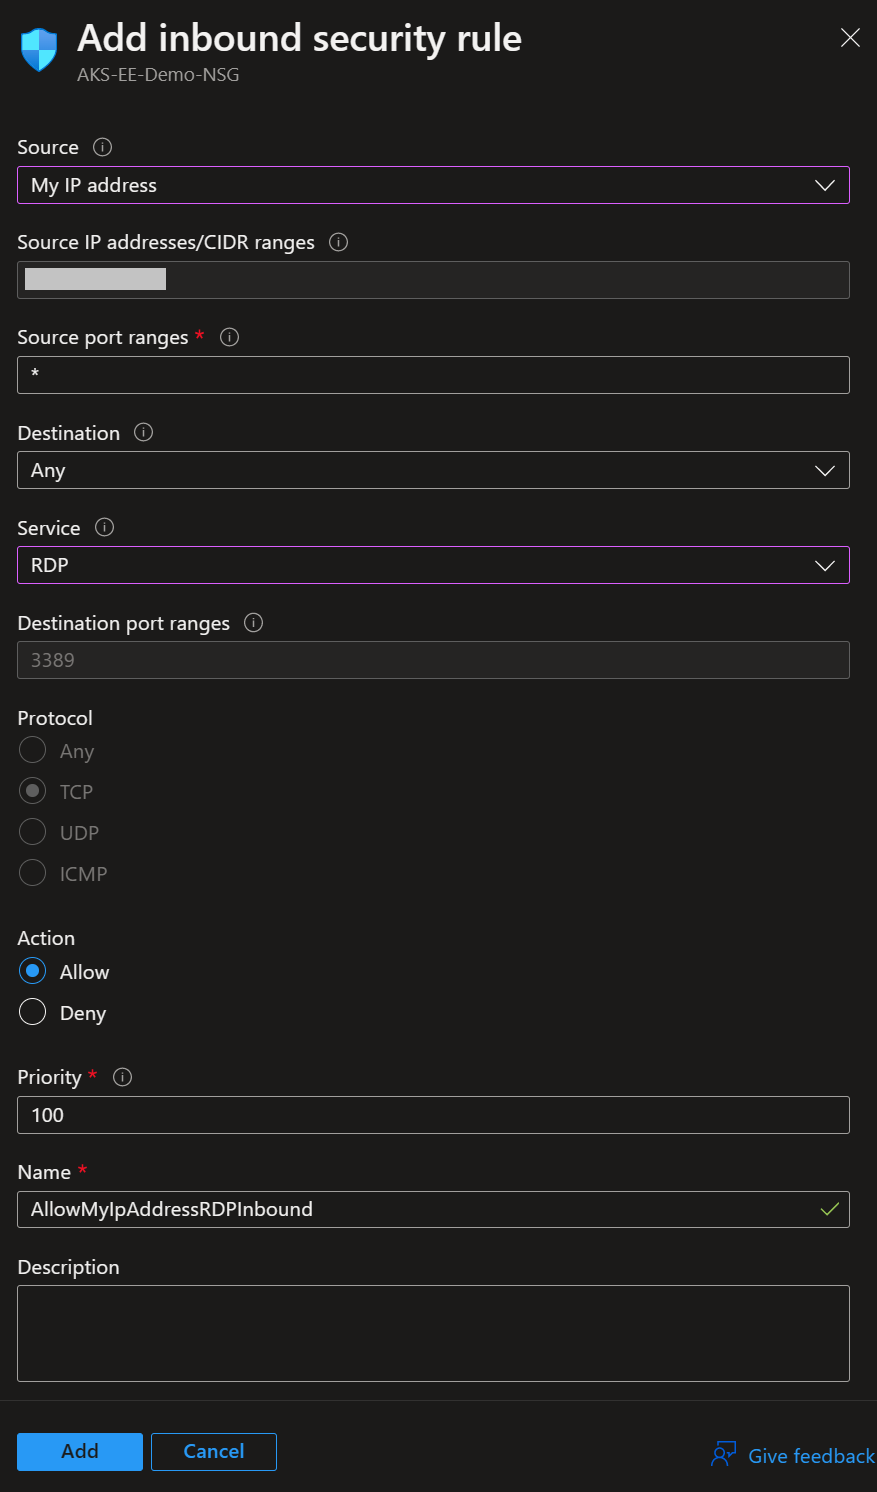 Add inbound security rule
AKS-EE-Demo-NSG
Source
My IP address
Source IP addresses/CIDR ranges
Source port ranges *
*
Destination
Any
Service
RDP
Destination port ranges
3389
Protocol
Any
TCP
UDP
ICMP
Action
Allow
Deny
Priority *
100
Name *
AllowMyIpAddressRDPInbound
Description
Add Cancel Give feedback